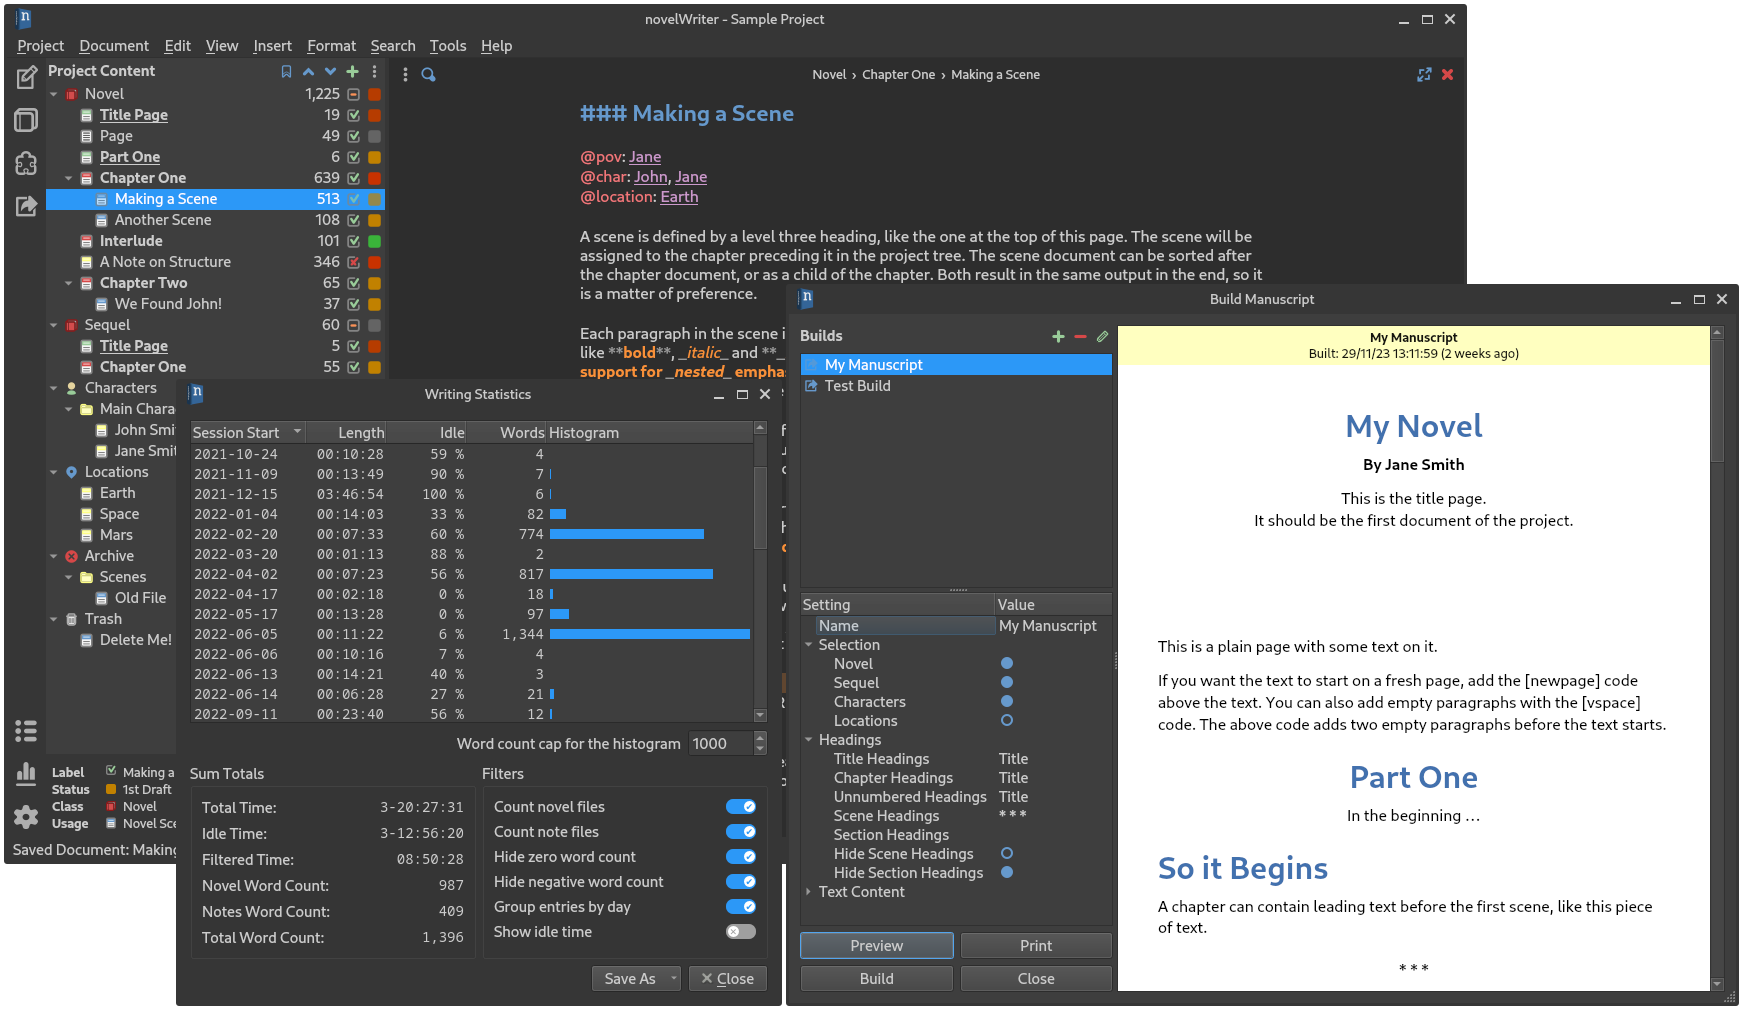 novelWriter - Sample Project
Project Document Edit View Insert Format Search Tools Help
Project Content
Novel 1,225
Title Page 19
Page 49
Part One 6
Chapter One 639
Making a Scene 513
Another Scene 108
Interlude 101
A Note on Structure 346
Chapter Two 65
We Found John! 37
Sequel 60
Title Page 5
Chapter One 55
Characters
Main Chara
John Smi
Jane Smit
Locations
Earth
Space
Mars
Archive
Scenes
Old File
Trash
Delete Me!
Label Making a
Status 1st Draft
Class Novel
Usage Novel Sce
Saved Document: Making
Novel › Chapter One › Making a Scene
### Making a Scene
@pov: Jane
@char: John, Jane
@location: Earth
A scene is defined by a level three heading, like the one at the top of this page. The scene will be
assigned to the chapter preceding it in the project tree. The scene document can be sorted after
the chapter document, or as a child of the chapter. Both result in the same output in the end, so it
is a matter of preference.
Each paragraph in the scene i
like **bold**, _italic_ and **_
support for _nested_ emphas
Writing Statistics
Session Start Length Idle Words Histogram
2021-10-24 00:10:28 59 % 4
2021-11-09 00:13:49 90 % 7
2021-12-15 03:46:54 100 % 6
2022-01-04 00:14:03 33 % 82
2022-02-20 00:07:33 60 % 774
2022-03-20 00:01:13 88 % 2
2022-04-02 00:07:23 56 % 817
2022-04-17 00:02:18 0 % 18
2022-05-17 00:13:28 0 % 97
2022-06-05 00:11:22 6 % 1,344
2022-06-06 00:10:16 7 % 4
2022-06-13 00:14:21 40 % 3
2022-06-14 00:06:28 27 % 21
2022-09-11 00:23:40 56 % 12
Word count cap for the histogram 1000
Sum Totals
Total Time: 3-20:27:31
Idle Time: 3-12:56:20
Filtered Time: 08:50:28
Novel Word Count: 987
Notes Word Count: 409
Total Word Count: 1,396
Filters
Count novel files
Count note files
Hide zero word count
Hide negative word count
Group entries by day
Show idle time
Save As Close
Build Manuscript
Builds
My Manuscript
Test Build
Setting Value
Name My Manuscript
Selection
Novel
Sequel
Characters
Locations
Headings
Title Headings Title
Chapter Headings Title
Unnumbered Headings Title
Scene Headings * * *
Section Headings
Hide Scene Headings
Hide Section Headings
Text Content
Preview Print
Build Close
My Manuscript
Built: 29/11/23 13:11:59 (2 weeks ago)
My Novel
By Jane Smith
This is the title page.
It should be the first document of the project.
This is a plain page with some text on it.
If you want the text to start on a fresh page, add the [newpage] code
above the text. You can also add empty paragraphs with the [vspace]
code. The above code adds two empty paragraphs before the text starts.
Part One
In the beginning …
So it Begins
A chapter can contain leading text before the first scene, like this piece
of text.
* * *